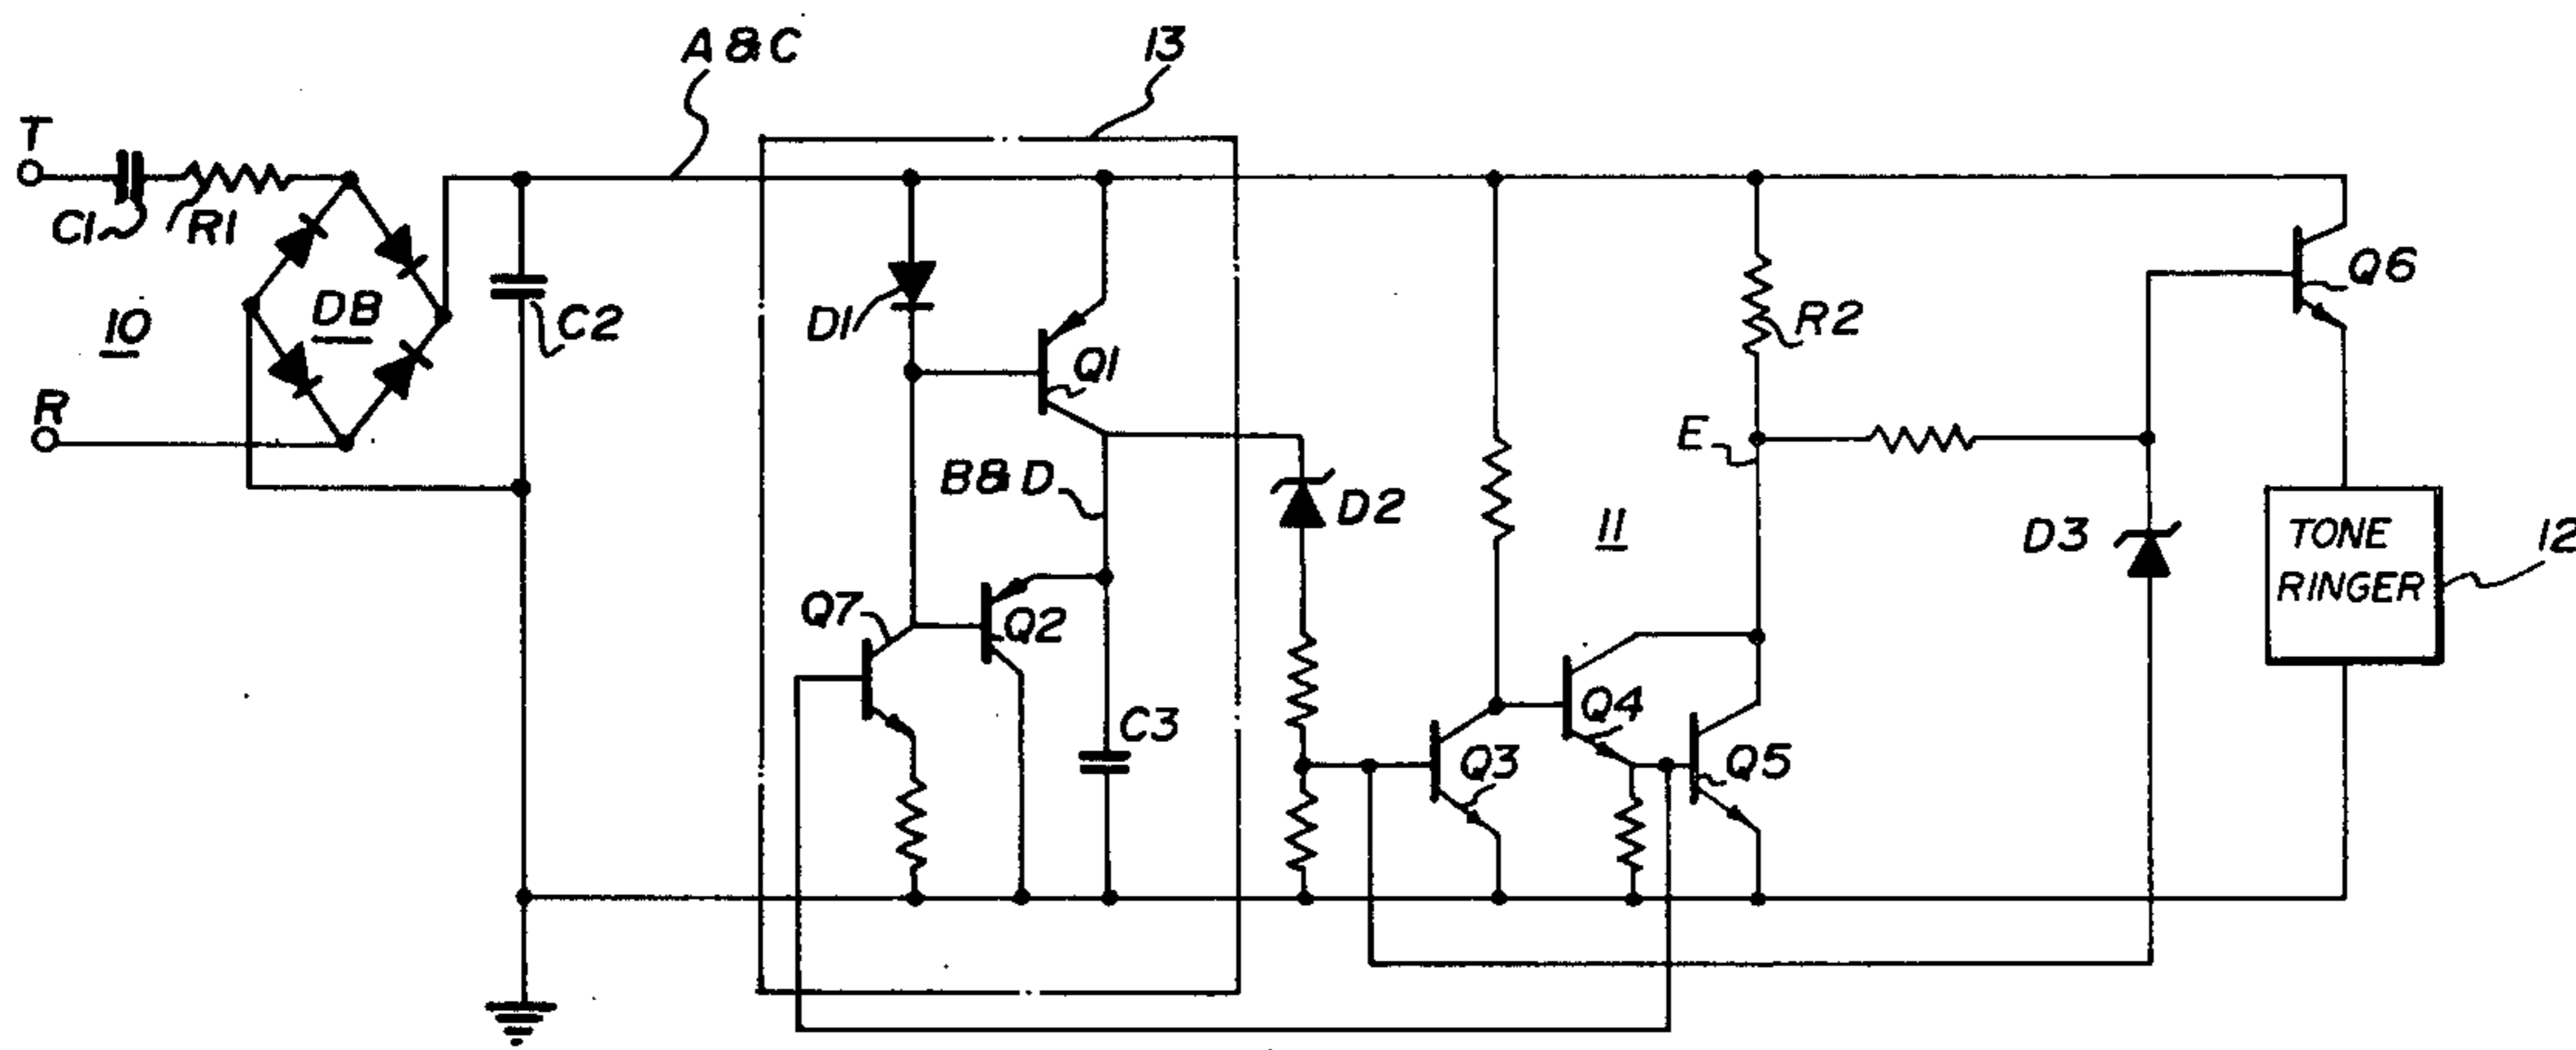 A&C
13
T
C1
R1
10
DB
C2
R
D1
Q1
B&D
D2
Q7
Q2
C3
11
E
R2
Q6
D3
TONE
RINGER
12
Q3
Q4
Q5